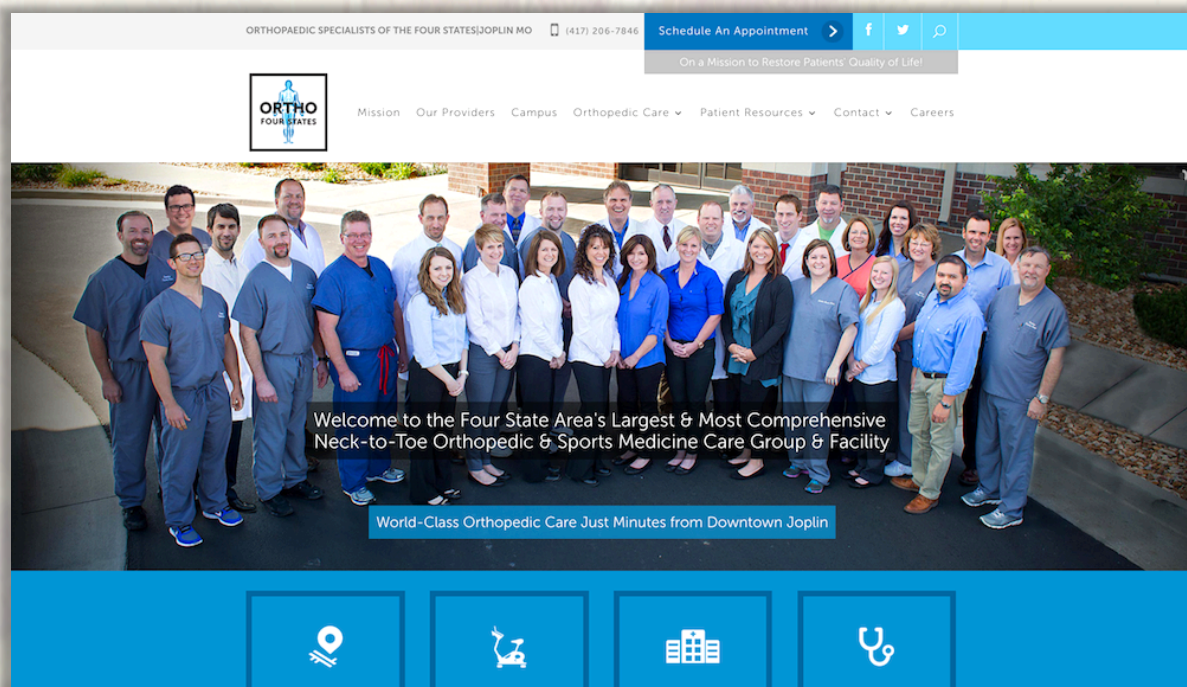 ORTHOPAEDIC SPECIALISTS OF THE FOUR STATES|JOPLIN MO
(417) 206-7846
Schedule An Appointment
On a Mission to Restore Patients' Quality of Life!
ORTHO
FOUR STATES
Mission
Our Providers
Campus
Orthopedic Care
Patient Resources
Contact
Careers
Welcome to the Four State Area's Largest & Most Comprehensive
Neck-to-Toe Orthopedic & Sports Medicine Care Group & Facility
World-Class Orthopedic Care Just Minutes from Downtown Joplin